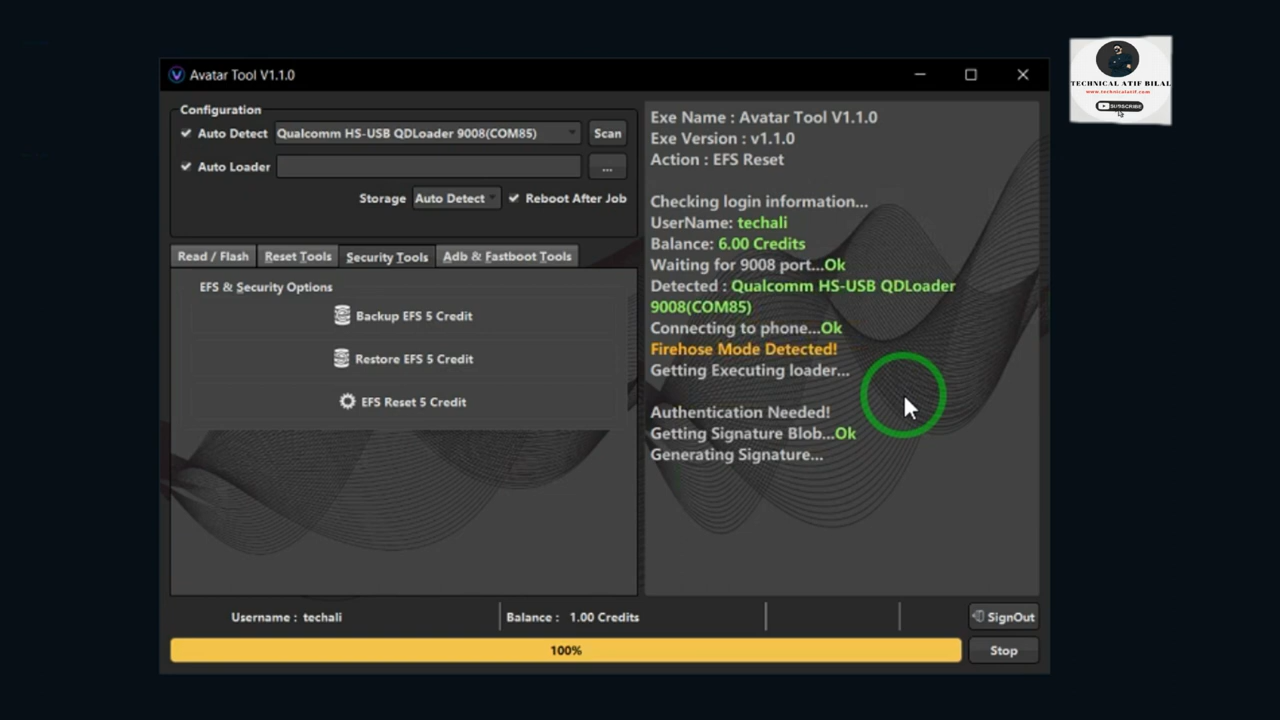 Avatar Tool V1.1.0
TECHNICAL ATIF BILAL
www.technicalatif.com
SUBSCRIBE
Configuration
Auto Detect Qualcomm HS-USB QDLoader 9008(COM85) Scan
Auto Loader ...
Storage Auto Detect Reboot After Job
Read / Flash Reset Tools Security Tools Adb & Fastboot Tools
EFS & Security Options
Backup EFS 5 Credit
Restore EFS 5 Credit
EFS Reset 5 Credit
Exe Name : Avatar Tool V1.1.0
Exe Version : v1.1.0
Action : EFS Reset
Checking login information...
UserName: techali
Balance: 6.00 Credits
Waiting for 9008 port...Ok
Detected : Qualcomm HS-USB QDLoader
9008(COM85)
Connecting to phone...Ok
Firehose Mode Detected!
Getting Executing loader...
Authentication Needed!
Getting Signature Blob...Ok
Generating Signature...
Username : techali Balance : 1.00 Credits SignOut
100% Stop